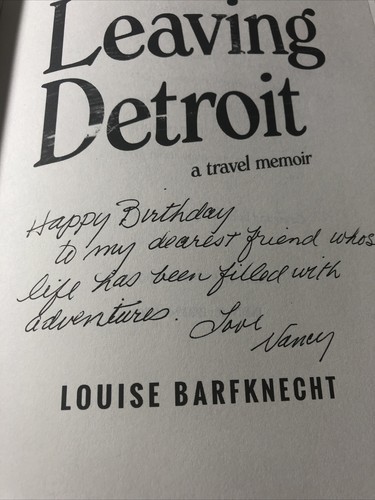 Leaving
Detroit
a travel memoir
Happy Birthday
to my dearest friend whos
life has been filled with
adventures. Love
Nancy
LOUISE BARFKNECHT